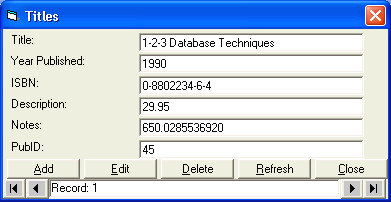 Titles
Title: 1-2-3 Database Techniques
Year Published: 1990
ISBN: 0-8802234-6-4
Description: 29.95
Notes: 650.0285536920
PubID: 45
Add Edit Delete Refresh Close
Record: 1